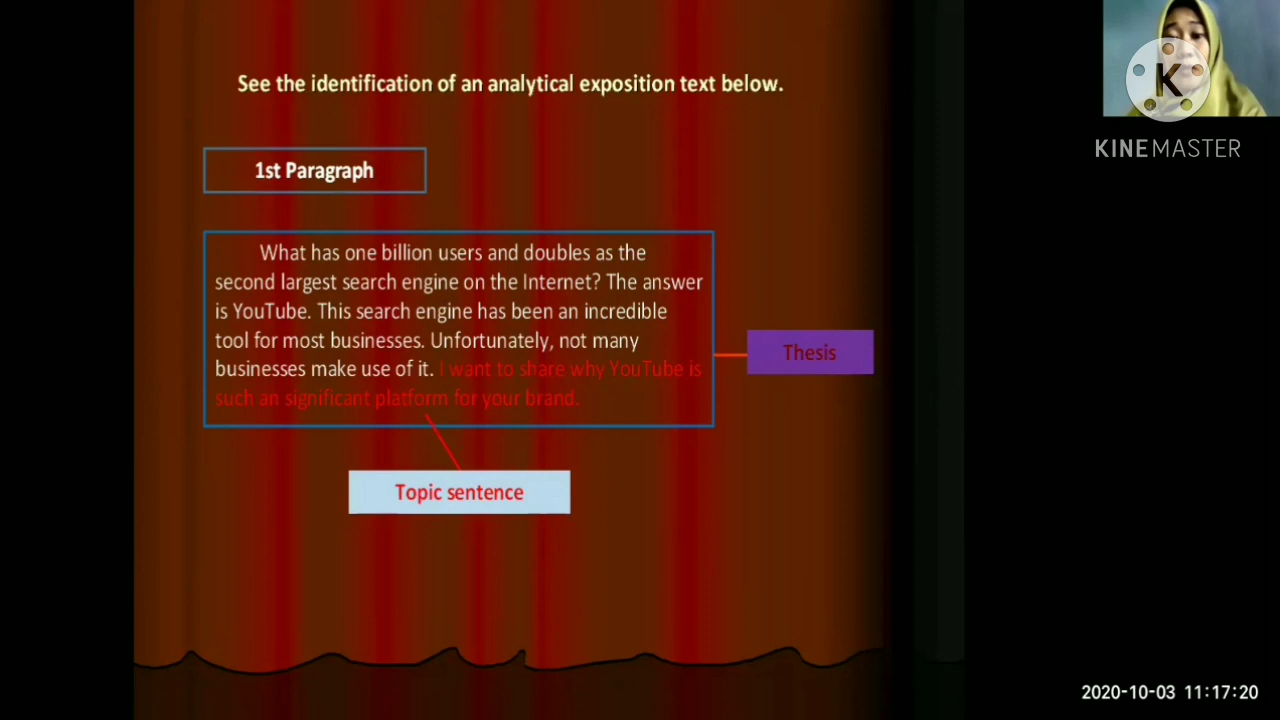 See the identification of an analytical exposition text below.
1st Paragraph
What has one billion users and doubles as the
second largest search engine on the Internet? The answer
is YouTube. This search engine has been an incredible
tool for most businesses. Unfortunately, not many
businesses make use of it. I want to share why YouTube is
such an significant platform for your brand.
Thesis
Topic sentence
K
KINEMASTER
2020-10-03 11:17:20